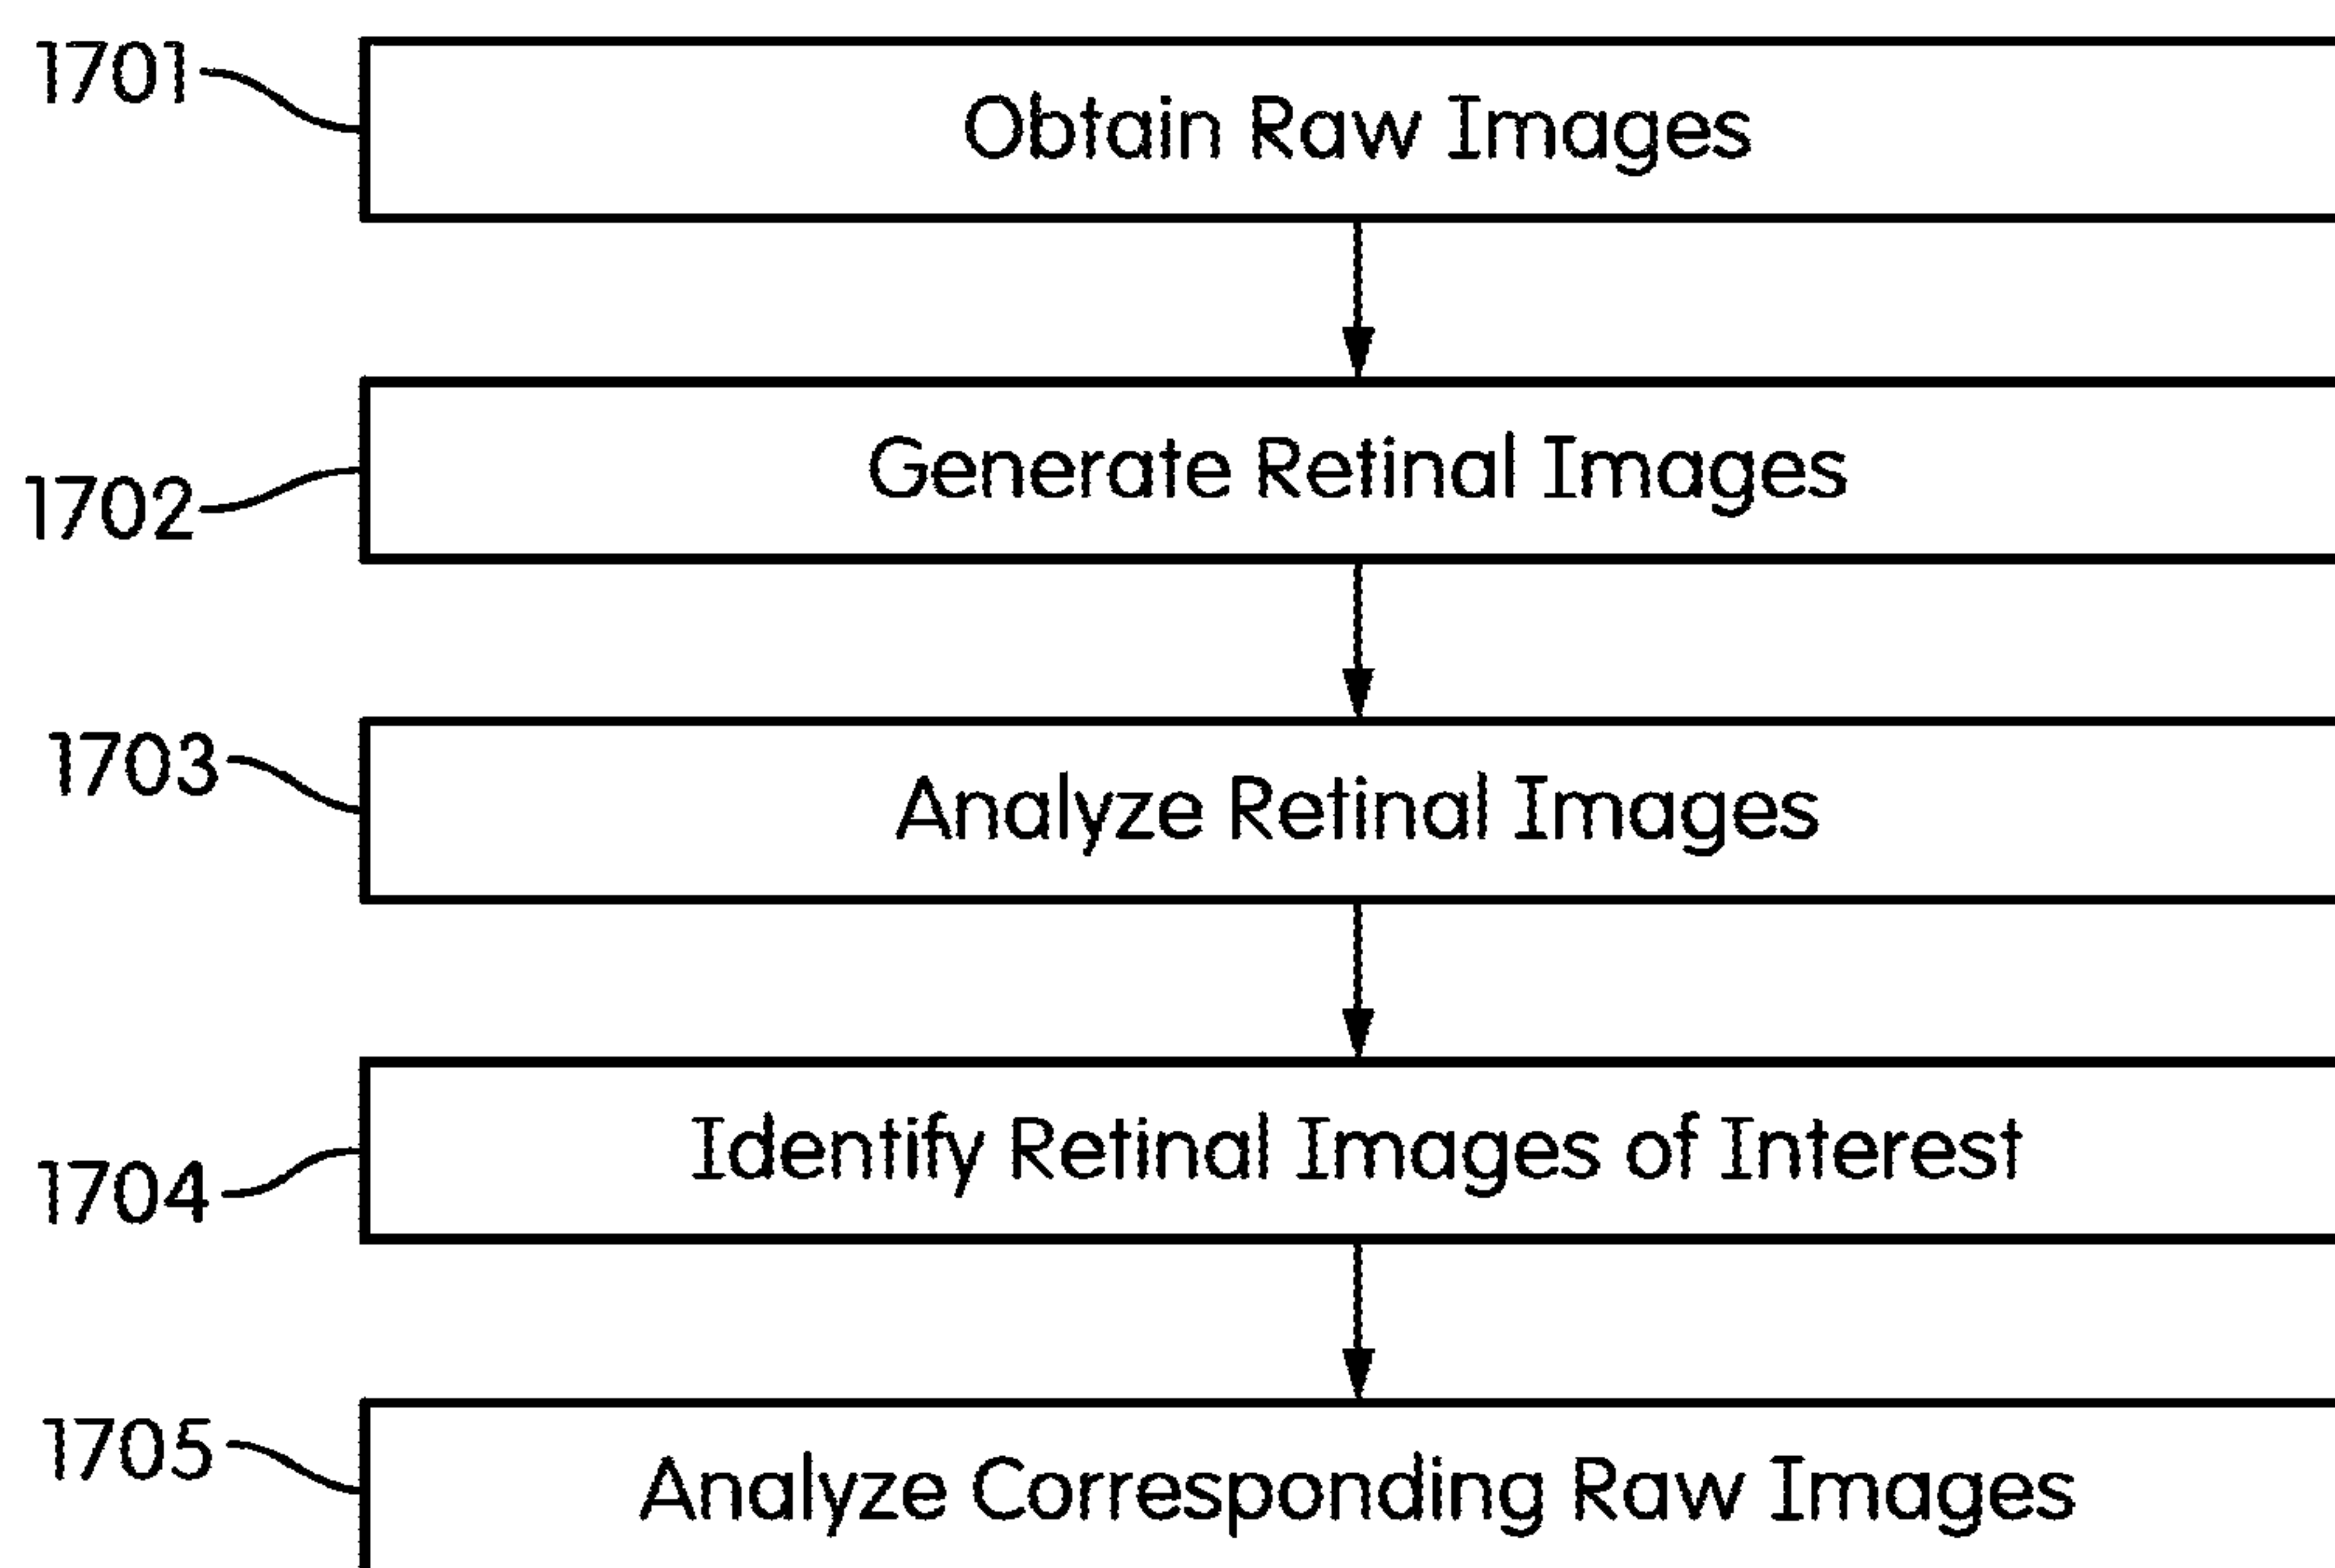 1701
Obtain Raw Images
Generate Retinal Images
1702
1703
Analyze Retinal Images
Identify Retinal Images of Interest
1704
1705
Analyze Corresponding Raw Images